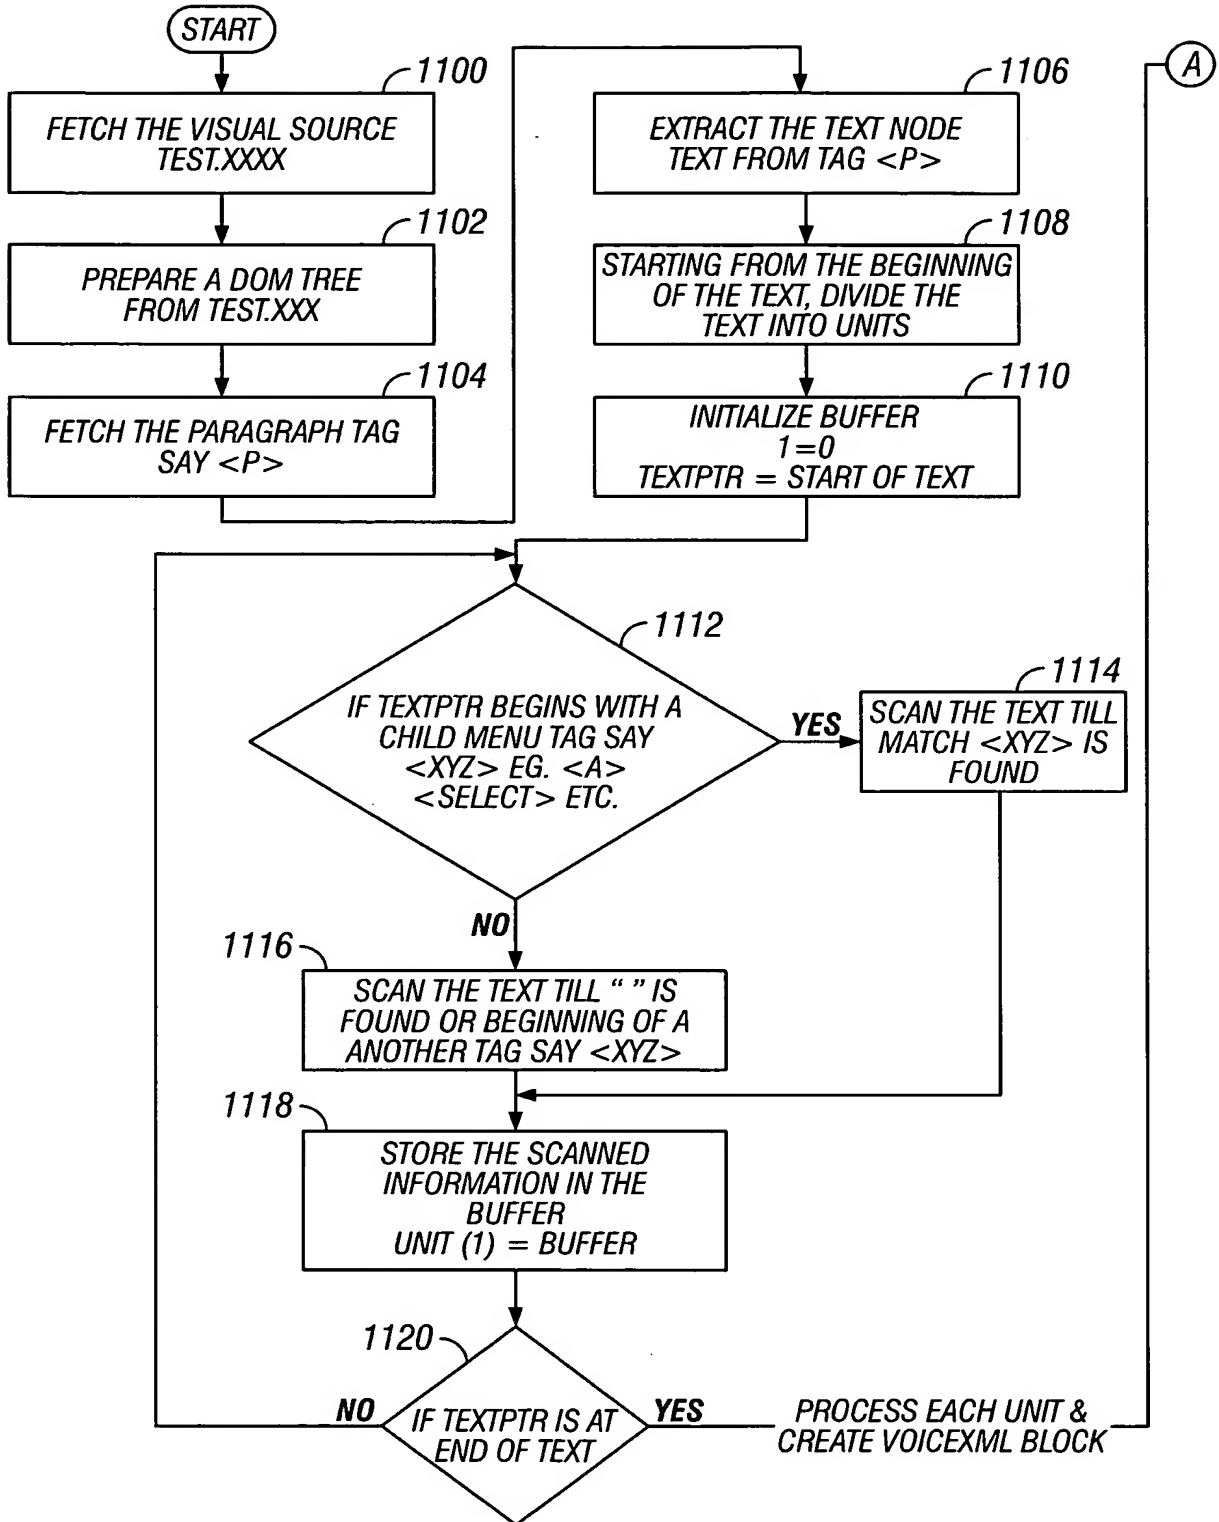 START
1100
FETCH THE VISUAL SOURCE
TEST.XXXX
1102
PREPARE A DOM TREE
FROM TEST.XXX
1104
FETCH THE PARAGRAPH TAG
SAY <P>
1106
EXTRACT THE TEXT NODE
TEXT FROM TAG <P>
1108
STARTING FROM THE BEGINNING
OF THE TEXT, DIVIDE THE
TEXT INTO UNITS
1110
INITIALIZE BUFFER
1=0
TEXTPTR = START OF TEXT
A
1112
IF TEXTPTR BEGINS WITH A
CHILD MENU TAG SAY
<XYZ> EG. <A>
<SELECT> ETC.
YES
1114
SCAN THE TEXT TILL
MATCH <XYZ> IS
FOUND
NO
1116
SCAN THE TEXT TILL “ ” IS
FOUND OR BEGINNING OF A
ANOTHER TAG SAY <XYZ>
1118
STORE THE SCANNED
INFORMATION IN THE
BUFFER
UNIT (1) = BUFFER
1120
NO
IF TEXTPTR IS AT
END OF TEXT
YES
PROCESS EACH UNIT &
CREATE VOICEXML BLOCK